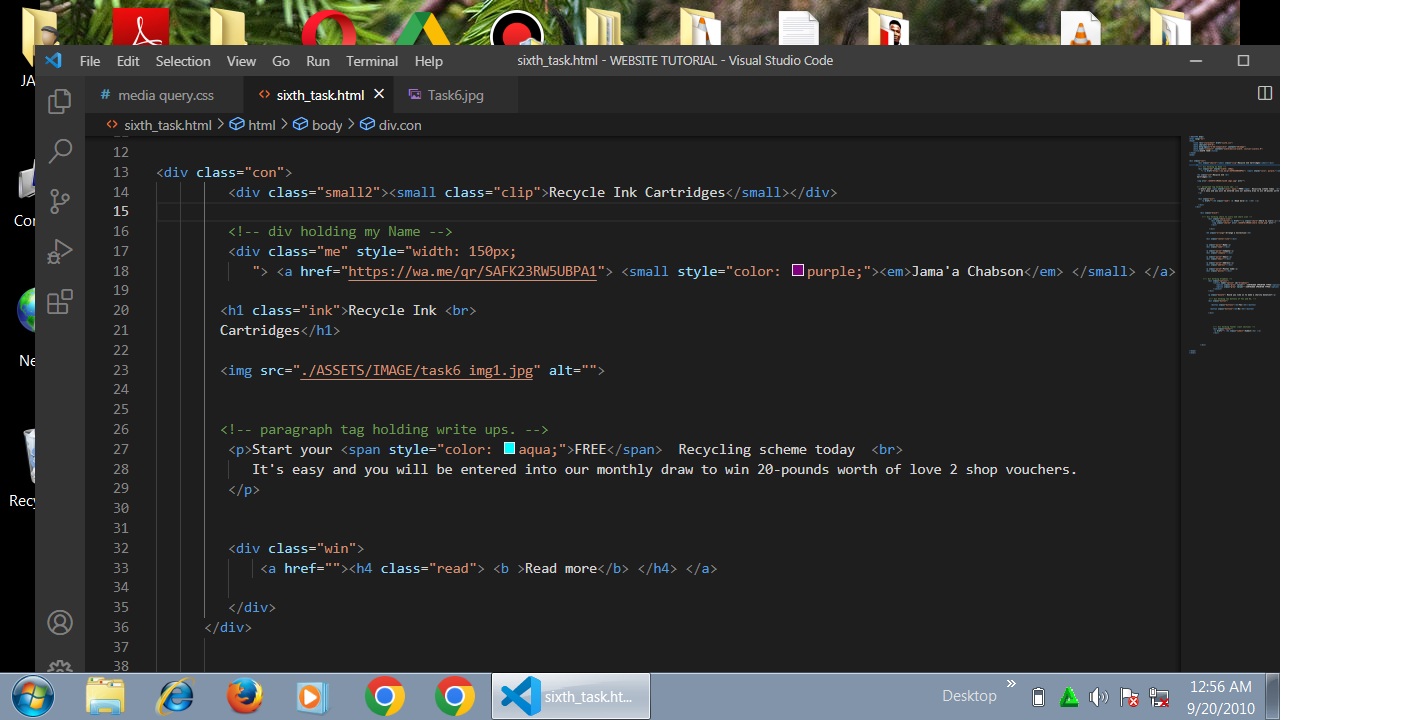 JA
File Edit Selection View Go Run Terminal Help
sixth_task.html - WEBSITE TUTORIAL - Visual Studio Code
# media query.css
sixth_task.html
Task6.jpg
sixth_task.html > html > body > div.con
12
13 <div class="con">
14 <div class="small2"><small class="clip">Recycle Ink Cartridges</small></div>
15
16 <!-- div holding my Name -->
17 <div class="me" style="width: 150px;
18 "> <a href="https://wa.me/qr/SAFK23RW5UBPA1"> <small style="color: purple;"><em>Jama'a Chabson</em> </small> </a>
19
20 <h1 class="ink">Recycle Ink <br>
21 Cartridges</h1>
22
23 <img src="./ASSETS/IMAGE/task6 img1.jpg" alt="">
24
25
26 <!-- paragraph tag holding write ups. -->
27 <p>Start your <span style="color: aqua;">FREE</span> Recycling scheme today <br>
28 It's easy and you will be entered into our monthly draw to win 20-pounds worth of love 2 shop vouchers.
29 </p>
30
31
32 <div class="win">
33 <a href=""><h4 class="read"> <b >Read more</b> </h4> </a>
34
35 </div>
36 </div>
37
38
Cor
Ne
Recy
sixth_task.ht...
Desktop
12:56 AM
9/20/2010